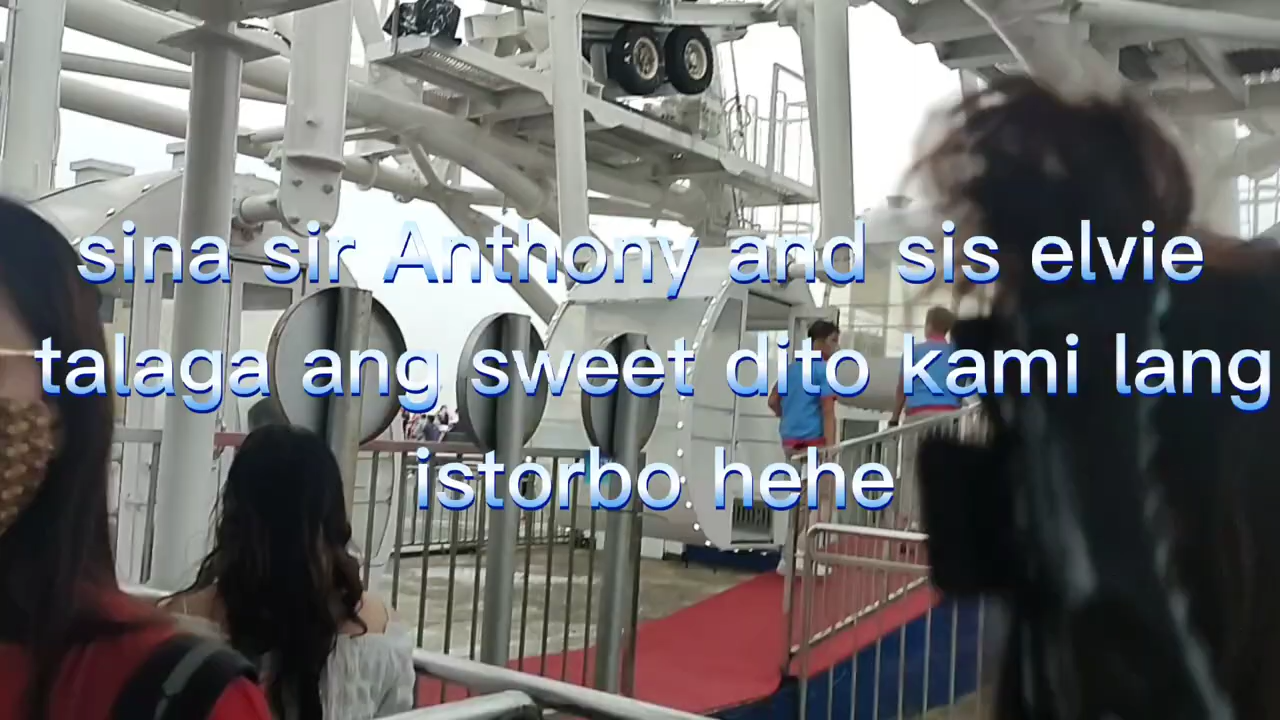 sina sir Anthony and sis elvie
talaga ang sweet dito kami lang
istorbo hehe